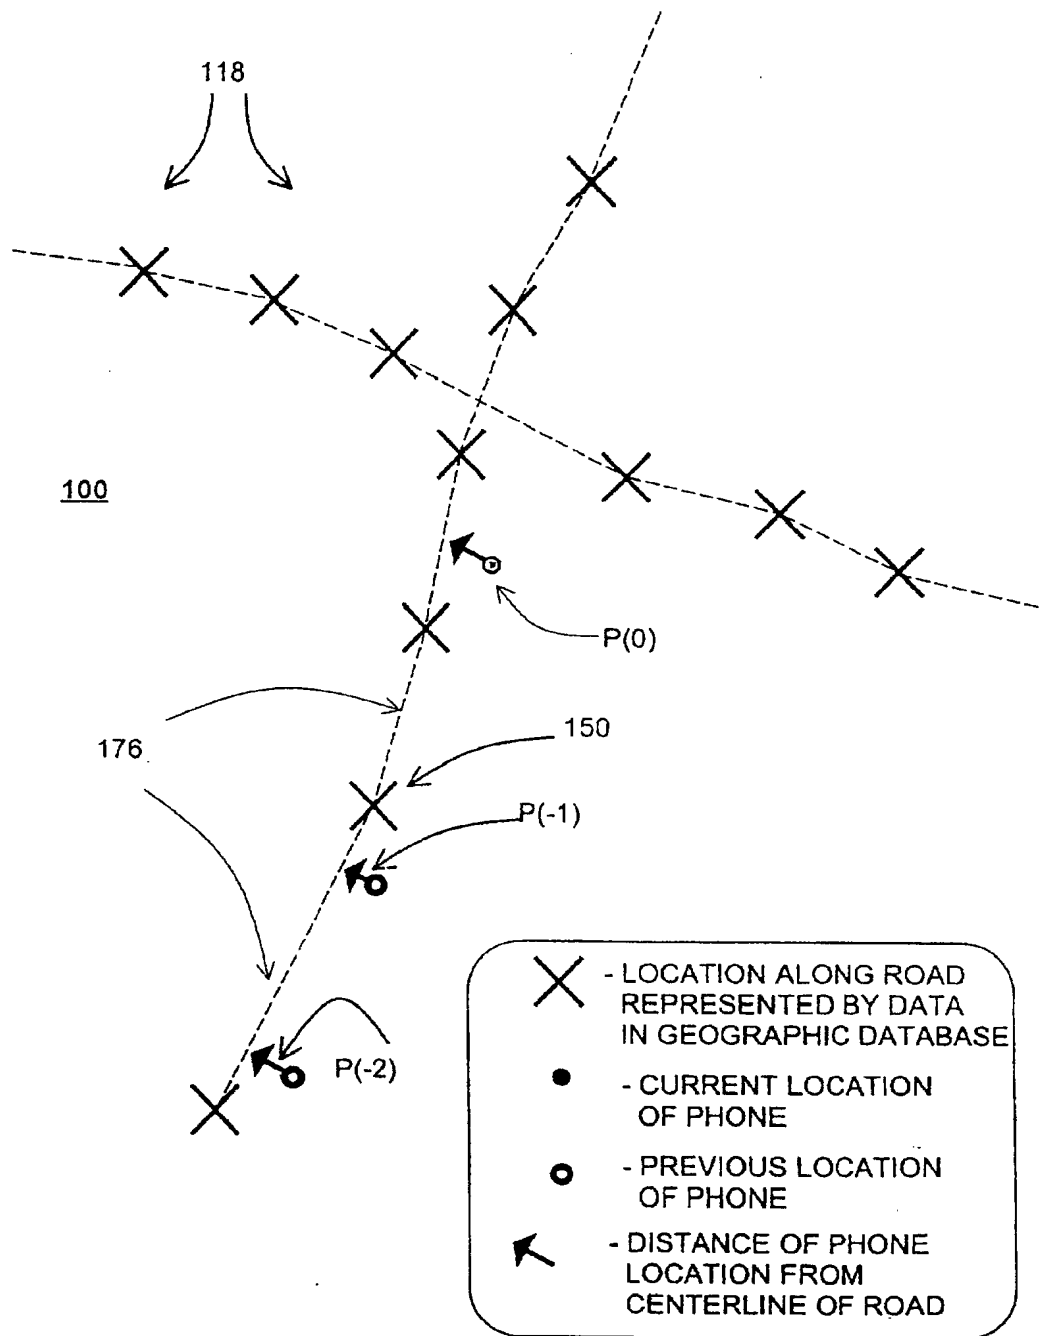 118
100
P(0)
176
150
P(-1)
P(-2)
- LOCATION ALONG ROAD
REPRESENTED BY DATA
IN GEOGRAPHIC DATABASE
- CURRENT LOCATION
OF PHONE
- PREVIOUS LOCATION
OF PHONE
- DISTANCE OF PHONE
LOCATION FROM
CENTERLINE OF ROAD